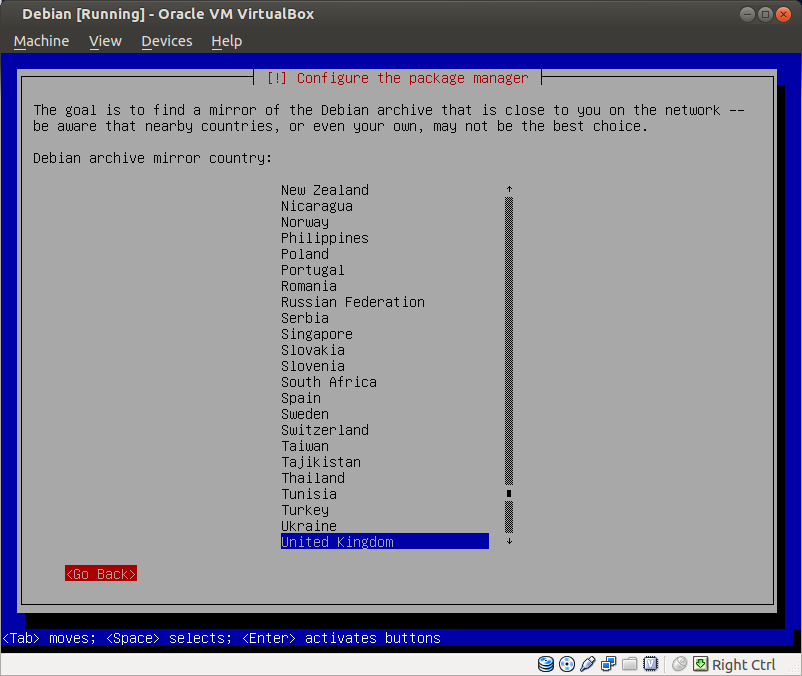 Debian [Running] - Oracle VM VirtualBox
Machine View Devices Help
[!] Configure the package manager
The goal is to find a mirror of the Debian archive that is close to you on the network --
be aware that nearby countries, or even your own, may not be the best choice.
Debian archive mirror country:
New Zealand
Nicaragua
Norway
Philippines
Poland
Portugal
Romania
Russian Federation
Serbia
Singapore
Slovakia
Slovenia
South Africa
Spain
Sweden
Switzerland
Taiwan
Tajikistan
Thailand
Tunisia
Turkey
Ukraine
United Kingdom
<Go Back>
<Tab> moves; <Space> selects; <Enter> activates buttons
Right Ctrl